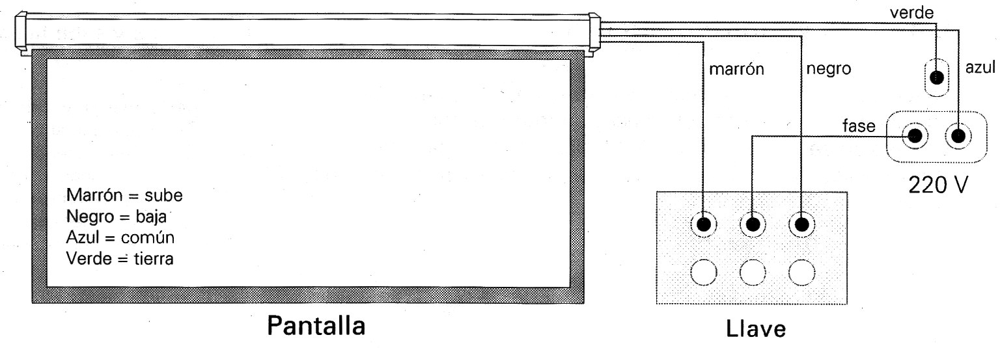 verde
marrón
negro
azul
fase
220 V
Marrón = sube
Negro = baja
Azul = común
Verde = tierra
Pantalla
Llave